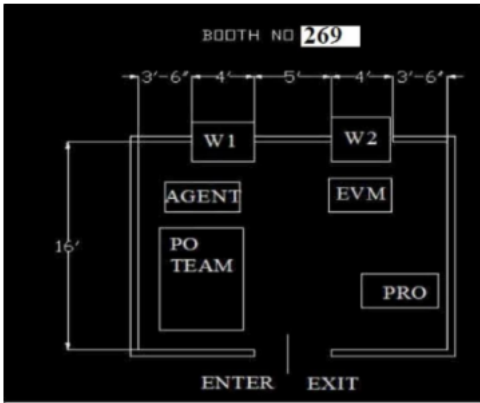 BOOTH NO 269
3'-6" 4' 5' 4' 3'-6"
W1 W2
AGENT EVM
16'
PO
TEAM
PRO
ENTER EXIT